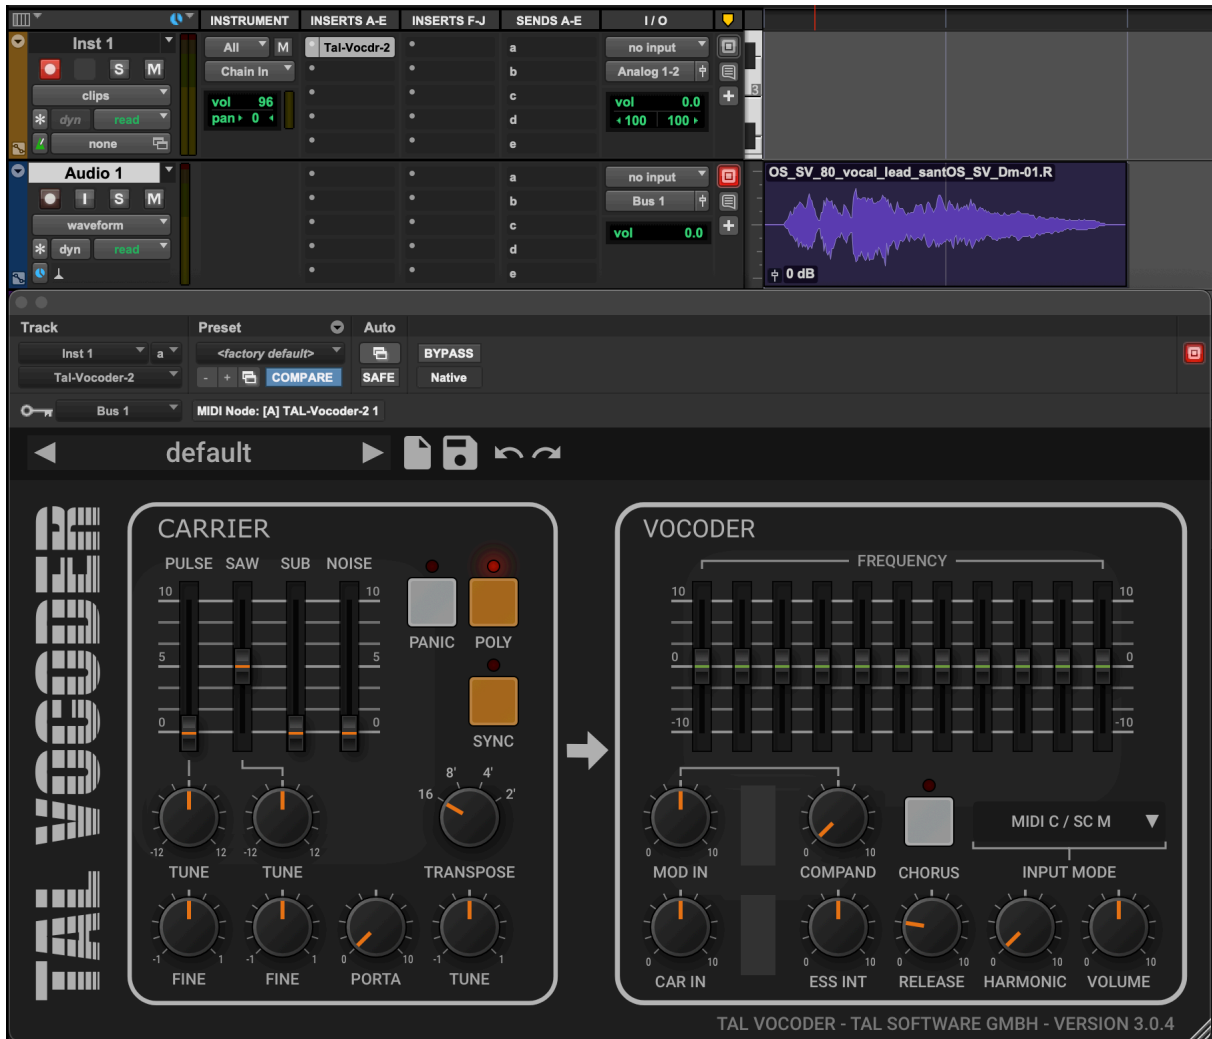 INSTRUMENT INSERTS A-E INSERTS F-J SENDS A-E I / O
Inst 1 All M Tal-Vocdr-2 a no input
S M Chain In b Analog 1-2
clips vol 96 c vol 0.0
* dyn read pan 0 d 100 100
none e
3
Audio 1 a no input OS_SV_80_vocal_lead_santOS_SV_Dm-01.R
I S M b Bus 1
waveform c vol 0.0
* dyn read d
e 0 dB
Track Preset Auto
Inst 1 a <factory default> BYPASS
Tal-Vocoder-2 - + COMPARE SAFE Native
Bus 1 MIDI Node: [A] TAL-Vocoder-2 1
default
TAL VOCODER
CARRIER
PULSE SAW SUB NOISE
10 10
5 5
0 0
PANIC POLY
SYNC
16 8' 4' 2'
-12 12 -12 12
TUNE TUNE TRANSPOSE
-1 1 -1 1 0 10 -1 1
FINE FINE PORTA TUNE
VOCODER
FREQUENCY
10 10
0 0
-10 -10
MIDI C / SC M
0 10 0 10
MOD IN COMPAND CHORUS INPUT MODE
0 10 0 10 0 10 0 10 0 10
CAR IN ESS INT RELEASE HARMONIC VOLUME
TAL VOCODER - TAL SOFTWARE GMBH - VERSION 3.0.4